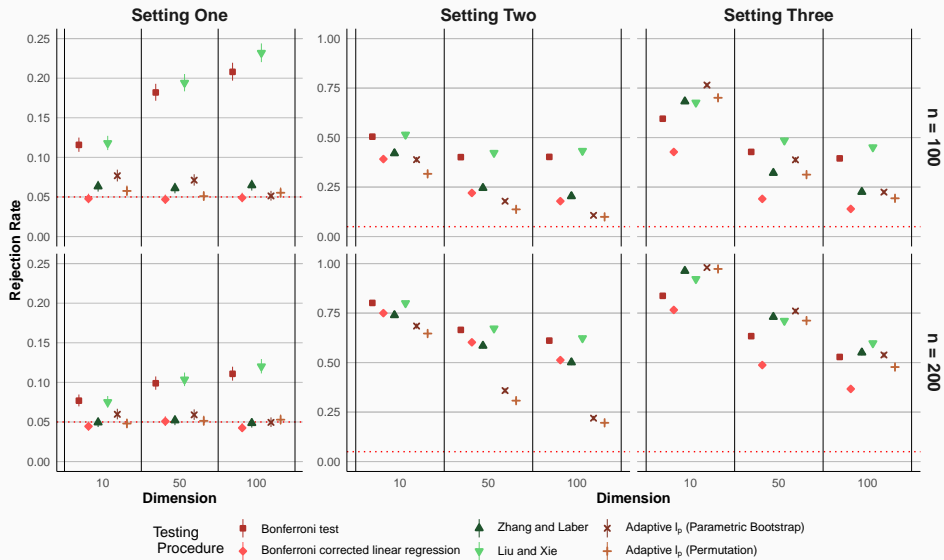 Setting One
Setting Two
Setting Three
0.25
0.20
0.15
0.10
0.05
0.00
1.00
0.75
0.50
0.25
0.00
1.00
0.75
0.50
0.25
0.00
n = 100
Rejection Rate
0.25
0.20
0.15
0.10
0.05
0.00
1.00
0.75
0.50
0.25
0.00
1.00
0.75
0.50
0.25
0.00
n = 200
10 50 100
10 50 100
10 50 100
Dimension
Dimension
Testing
Procedure
Bonferroni test
Bonferroni corrected linear regression
Zhang and Laber
Liu and Xie
Adaptive lₚ (Parametric Bootstrap)
Adaptive lₚ (Permutation)